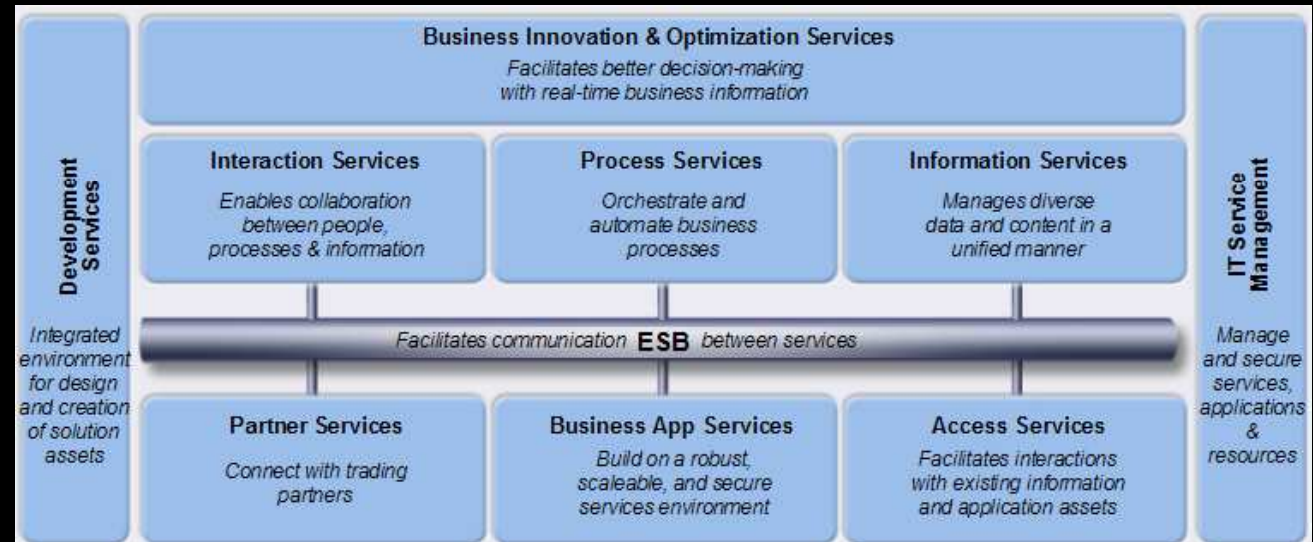 Business Innovation & Optimization Services
Facilitates better decision-making
with real-time business information
Development
Services
Integrated
environment
for design
and creation
of solution
assets
Interaction Services
Enables collaboration
between people,
processes & information
Process Services
Orchestrate and
automate business
processes
Information Services
Manages diverse
data and content in a
unified manner
IT Service
Management
Manage
and secure
services,
applications
&
resources
Facilitates communication ESB between services
Partner Services
Connect with trading
partners
Business App Services
Build on a robust,
scaleable, and secure
services environment
Access Services
Facilitates interactions
with existing information
and application assets